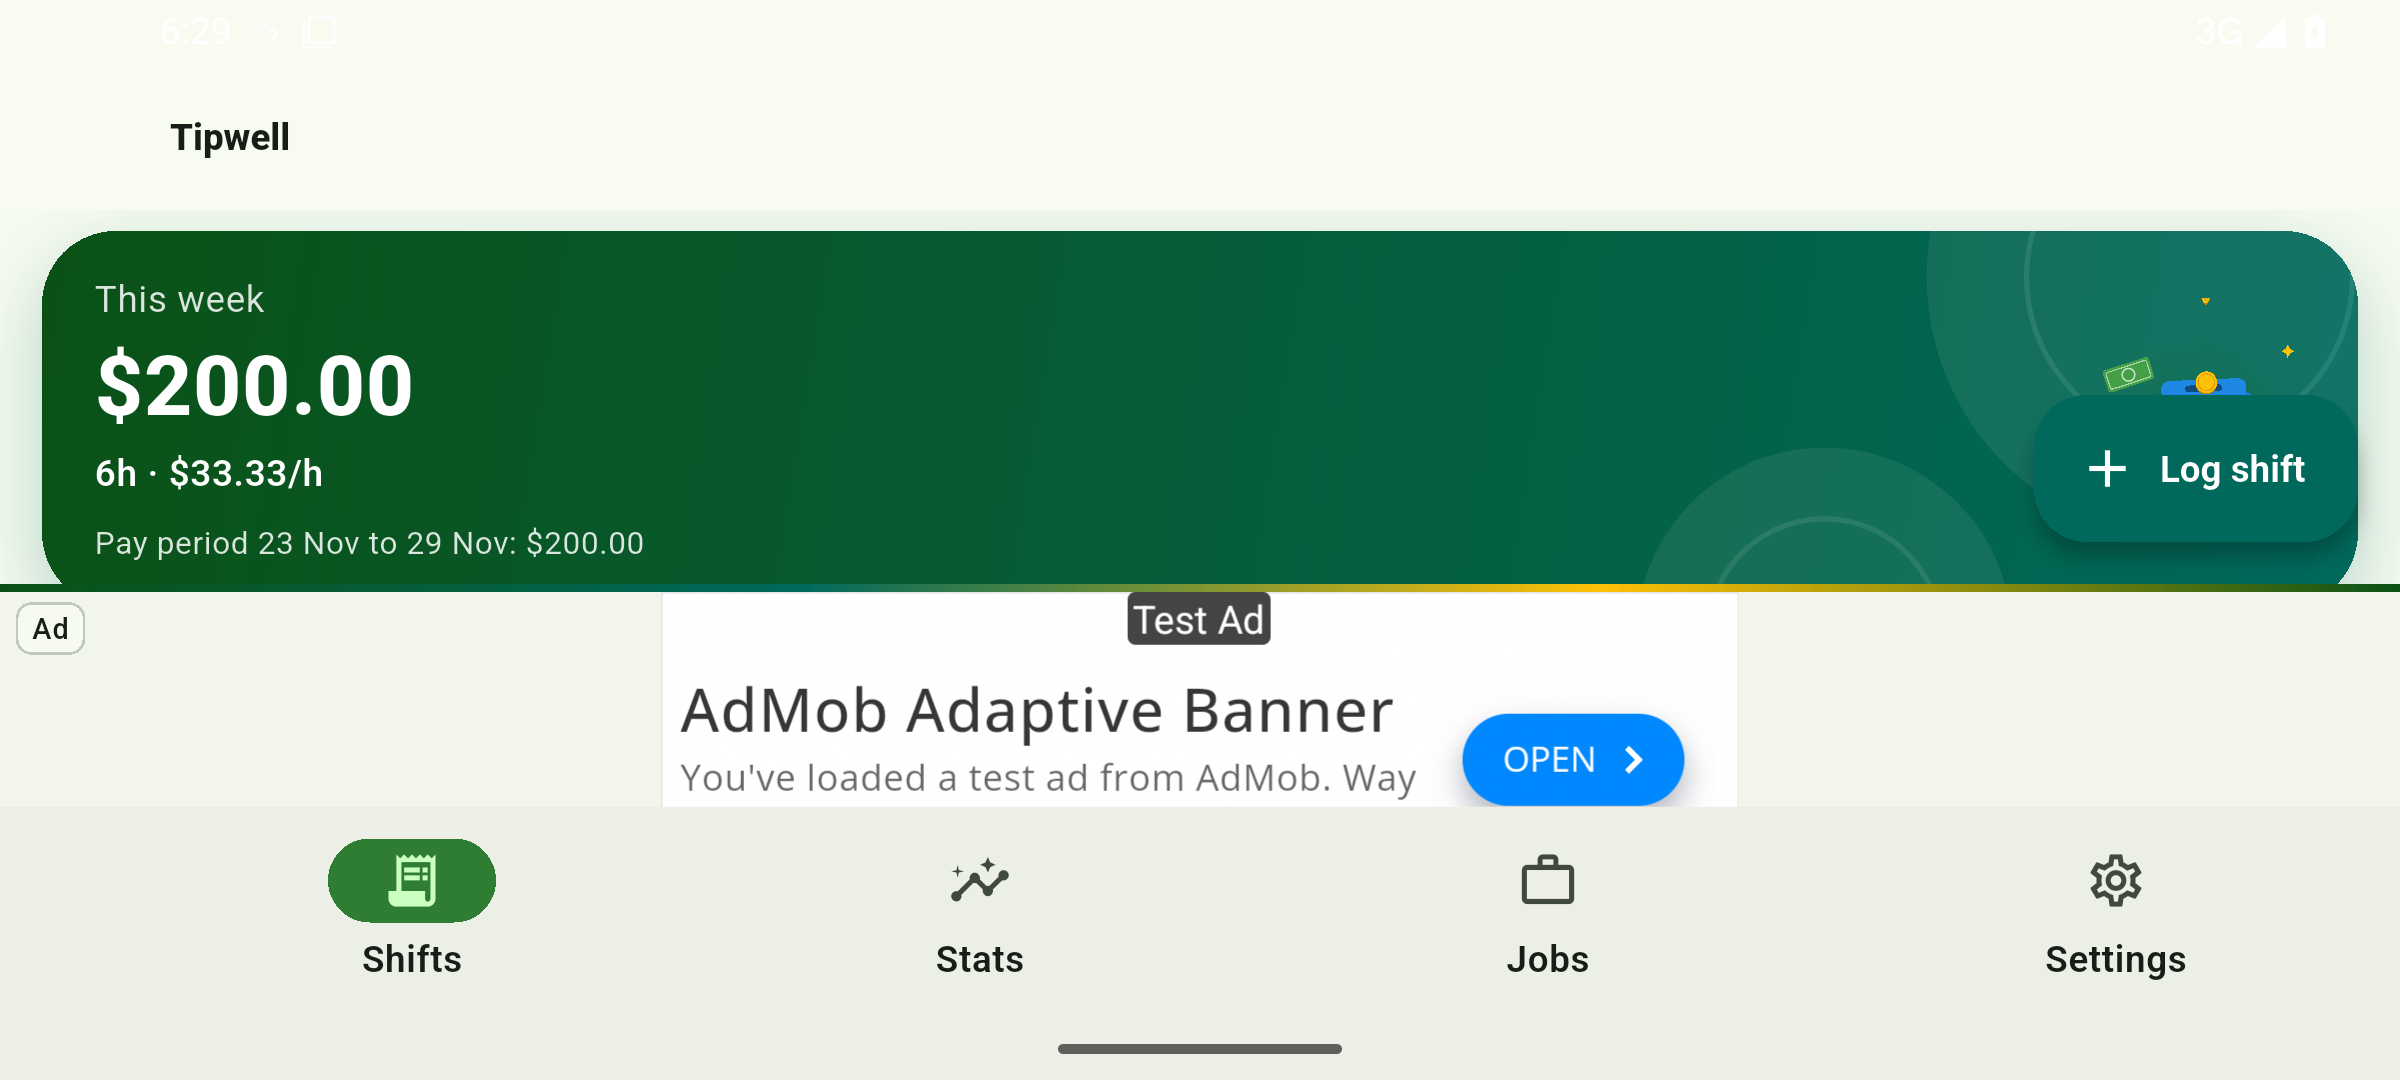 6:29
3G
Tipwell
This week
$200.00
6h · $33.33/h
Pay period 23 Nov to 29 Nov: $200.00
Log shift
Ad
Test Ad
AdMob Adaptive Banner
You've loaded a test ad from AdMob. Way
OPEN
Shifts
Stats
Jobs
Settings